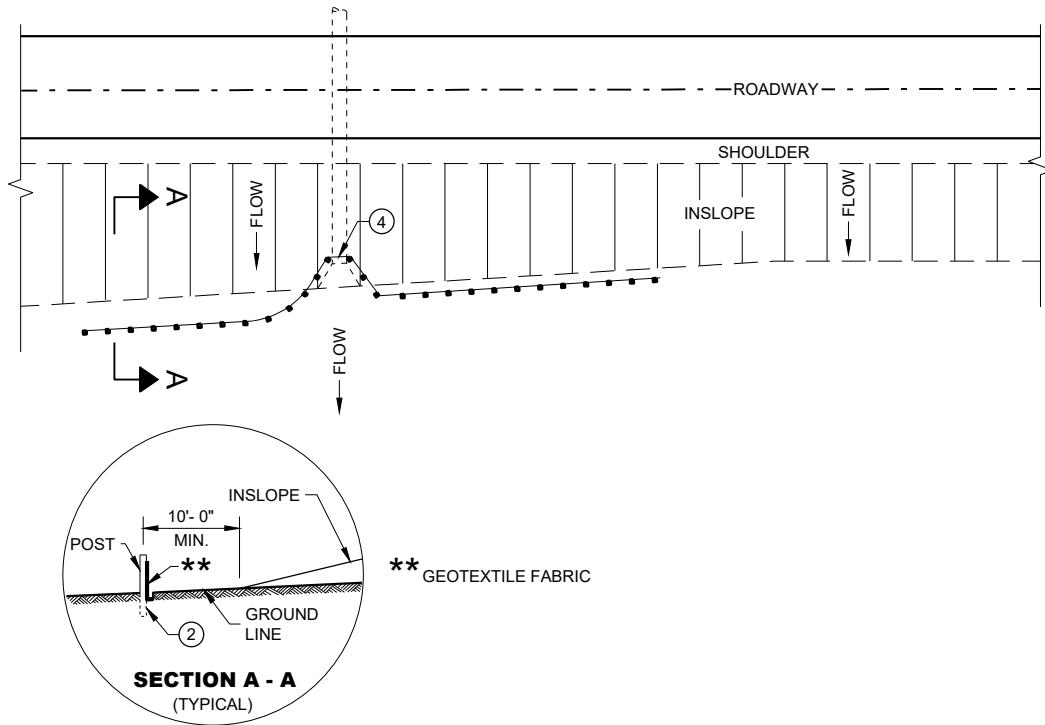 ROADWAY
SHOULDER
A
FLOW
4
INSLOPE
FLOW
A
FLOW
INSLOPE
10'- 0"
MIN.
POST
**
** GEOTEXTILE FABRIC
GROUND
LINE
2
SECTION A - A
(TYPICAL)